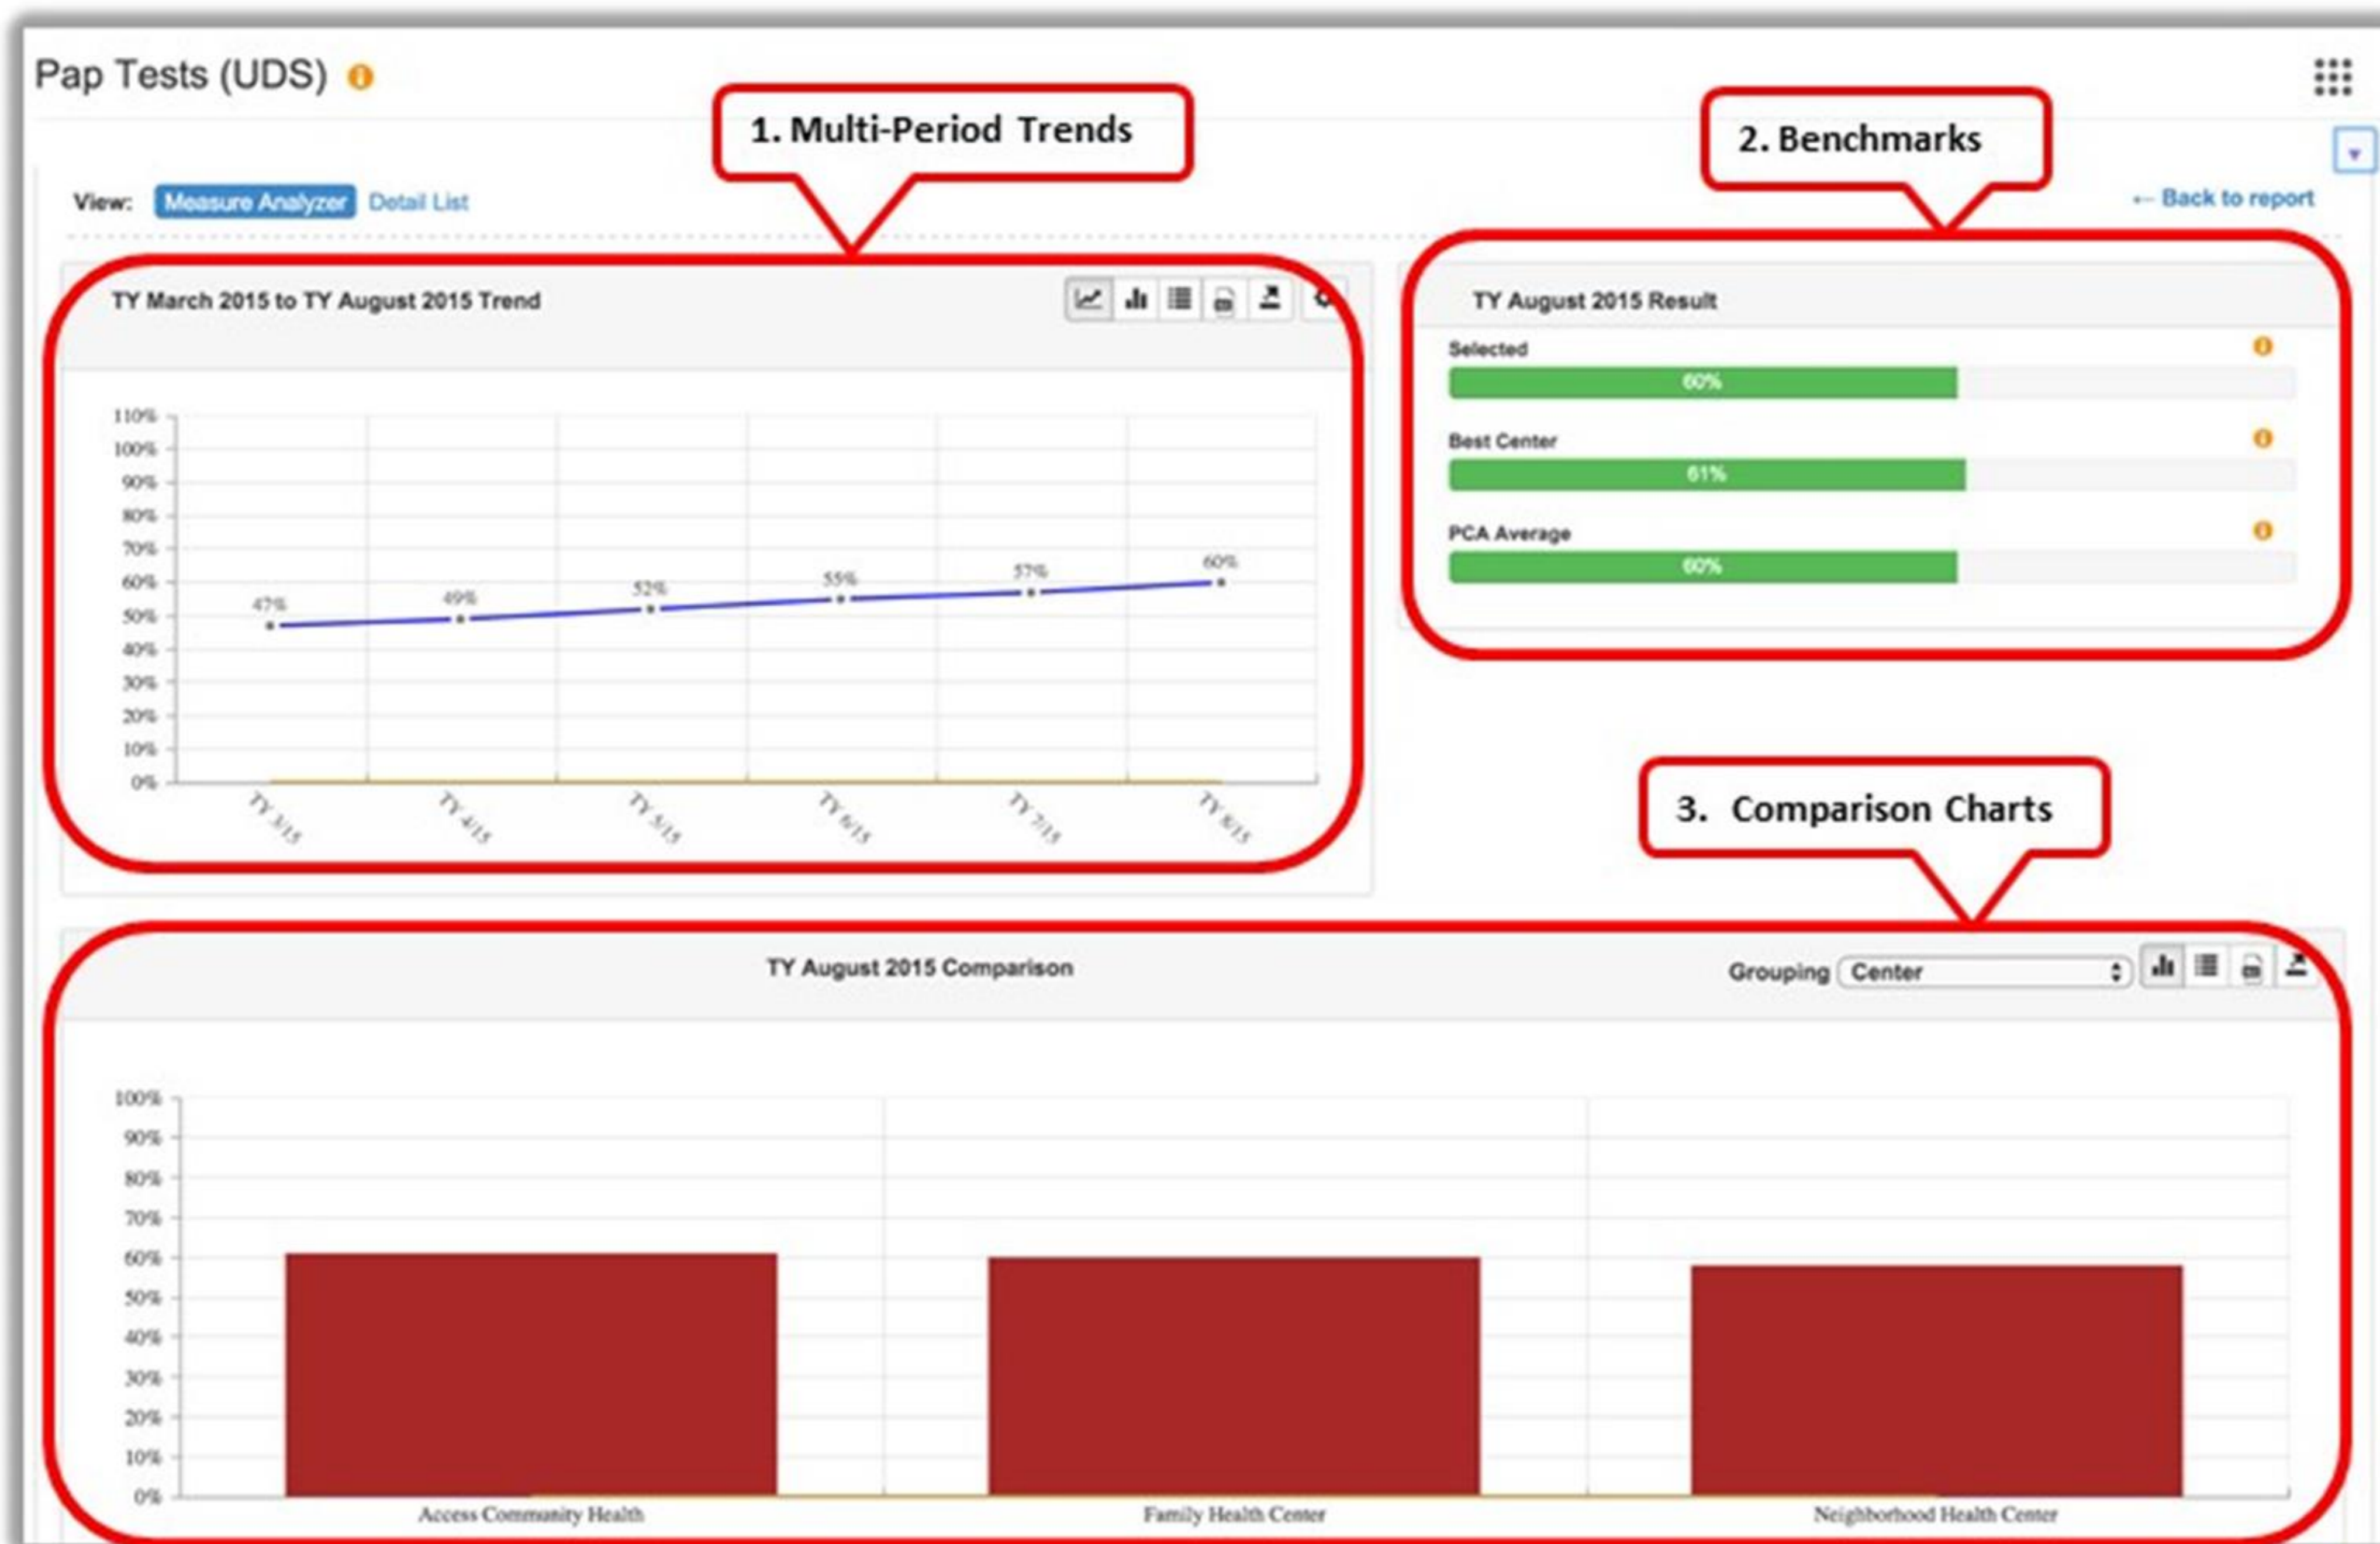 Pap Tests (UDS)
1. Multi-Period Trends
2. Benchmarks
View: Measure Analyzer Detail List
← Back to report
TY March 2015 to TY August 2015 Trend
110%
100%
90%
80%
70%
60%
50%
40%
30%
20%
10%
0%
47%
49%
52%
55%
57%
60%
TY 3/15
TY 4/15
TY 5/15
TY 6/15
TY 7/15
TY 8/15
TY August 2015 Result
Selected
60%
Best Center
61%
PCA Average
60%
3. Comparison Charts
TY August 2015 Comparison
Grouping Center
100%
90%
80%
70%
60%
50%
40%
30%
20%
10%
0%
Access Community Health
Family Health Center
Neighborhood Health Center